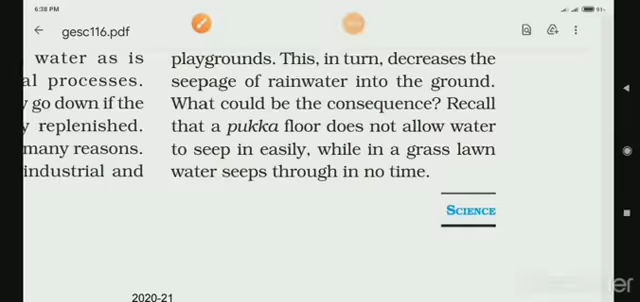 6:38 PM
91%
gesc116.pdf
water as is
al processes.
go down if the
y replenished.
many reasons.
industrial and
playgrounds. This, in turn, decreases the
seepage of rainwater into the ground.
What could be the consequence? Recall
that a pukka floor does not allow water
to seep in easily, while in a grass lawn
water seeps through in no time.
SCIENCE
2020-21